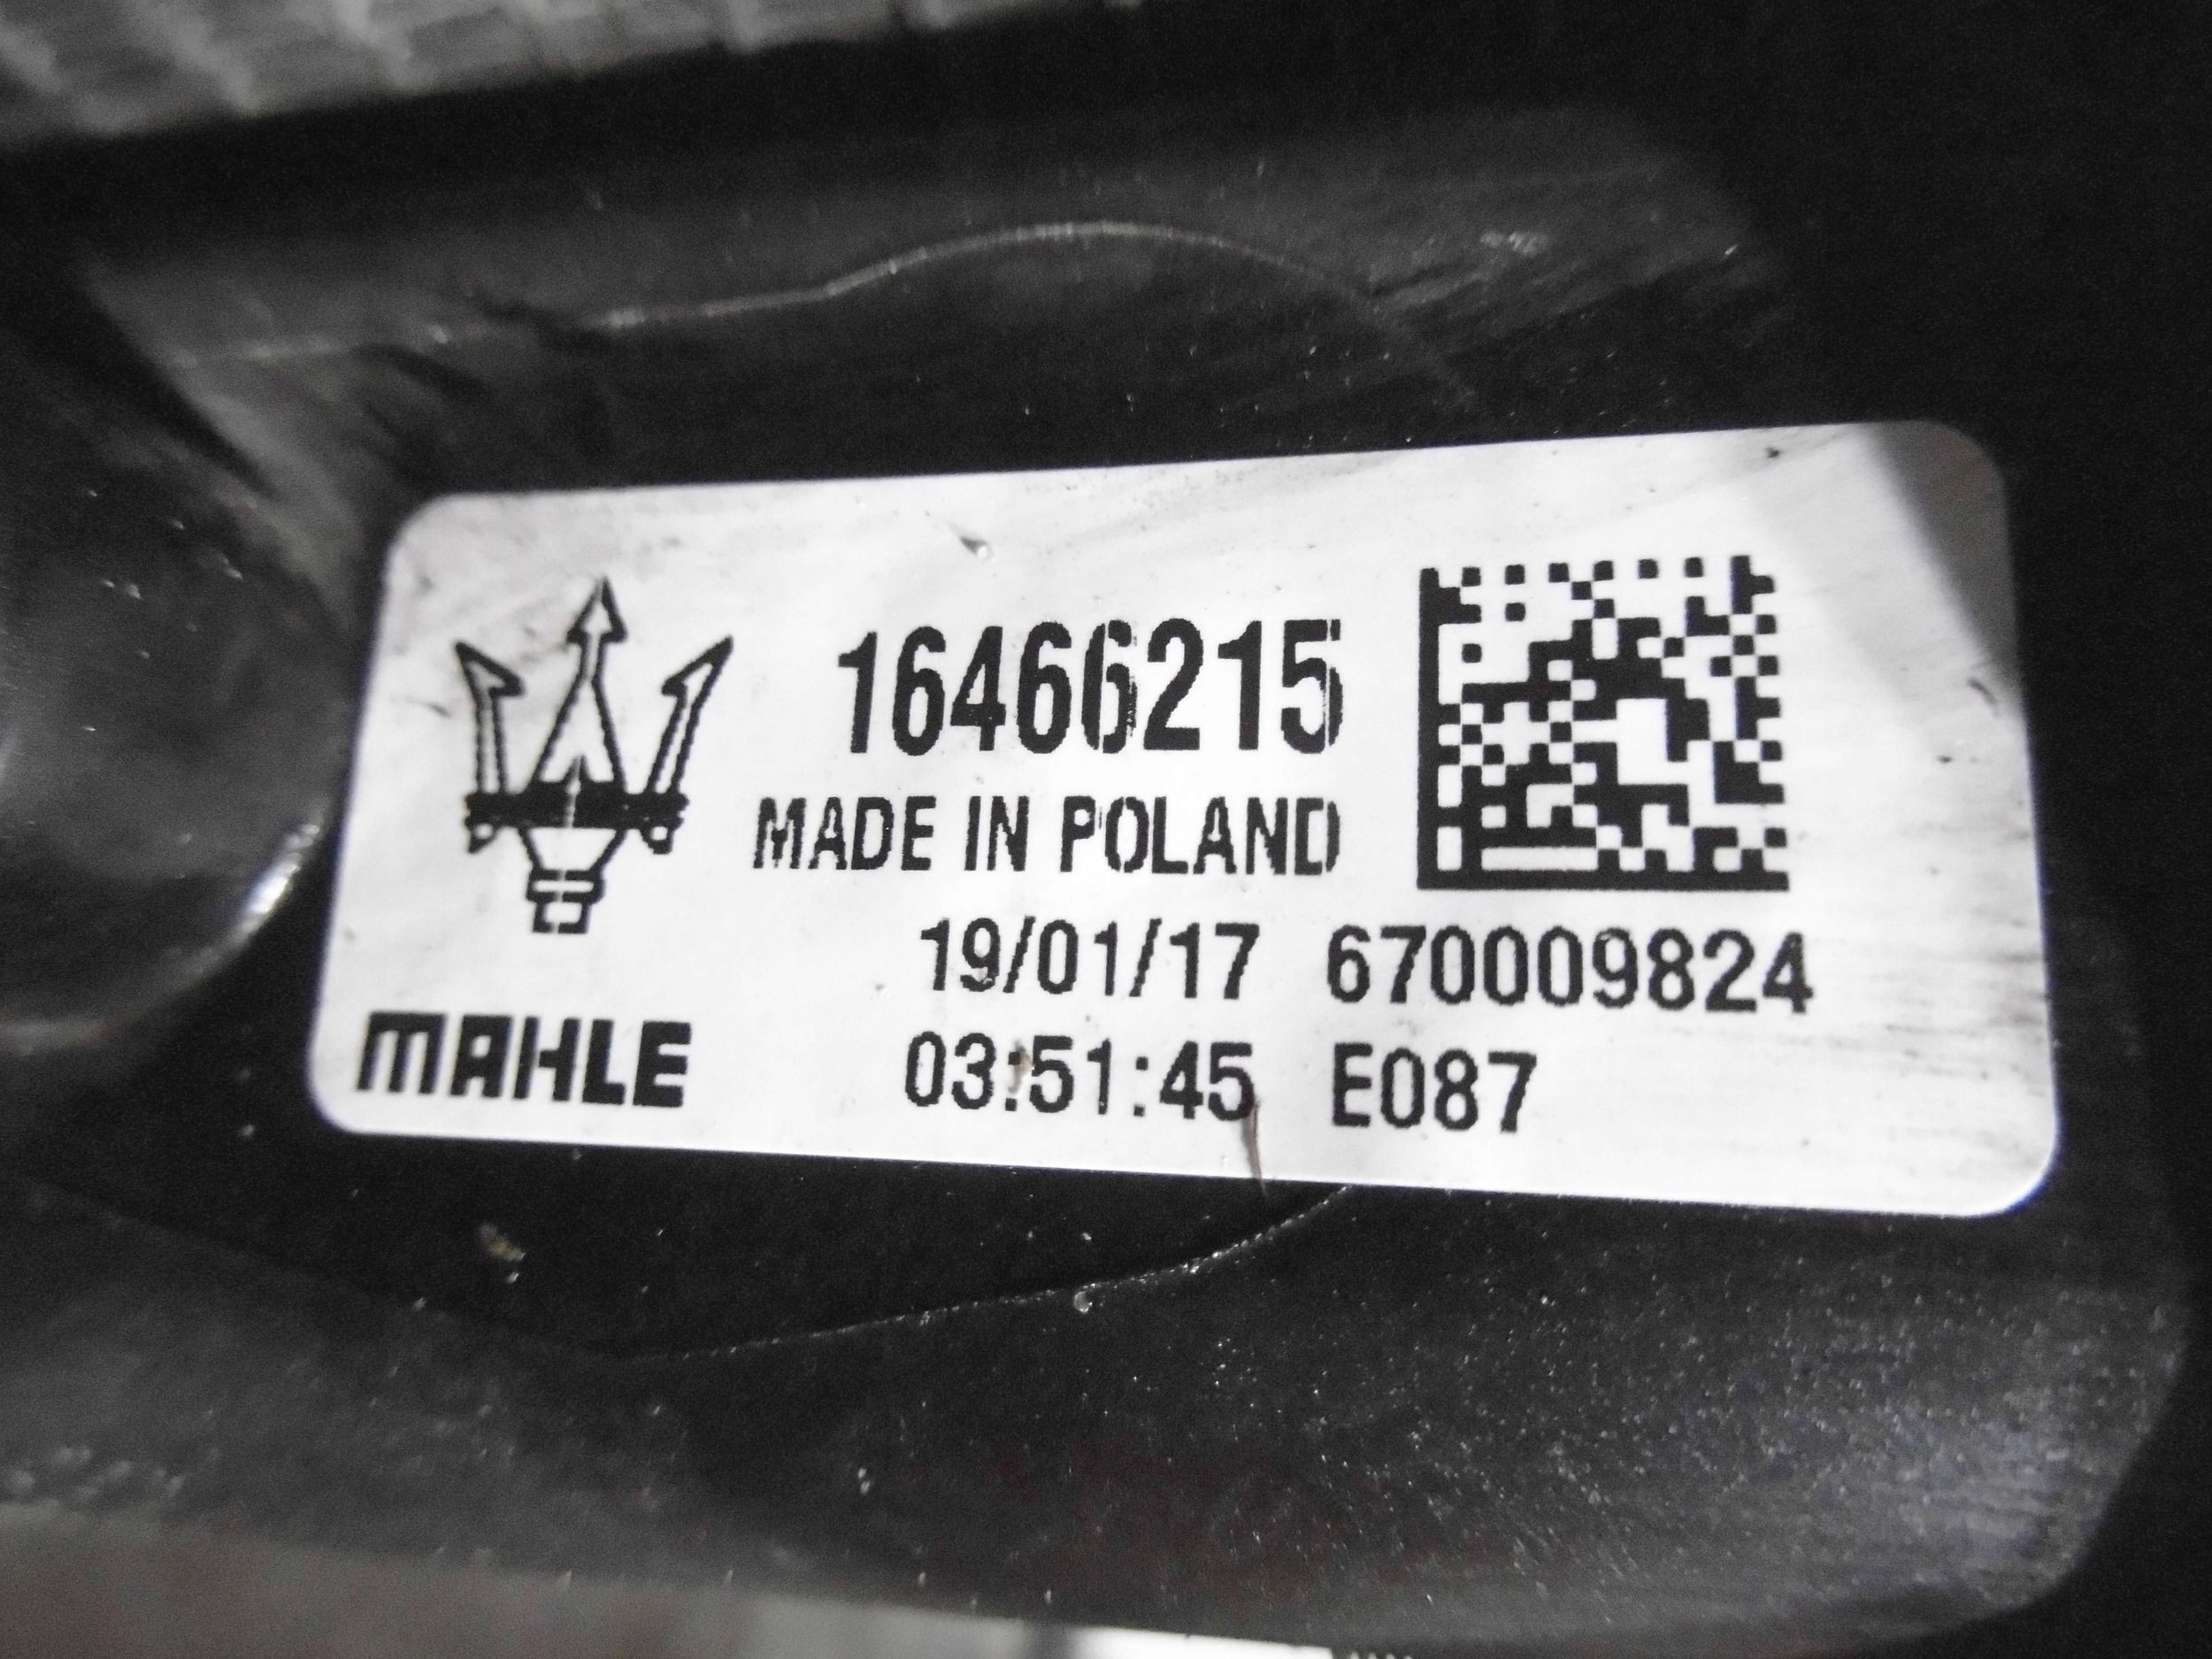 16466215
MADE IN POLAND
19/01/17 670009824
MAHLE 03:51:45 E087